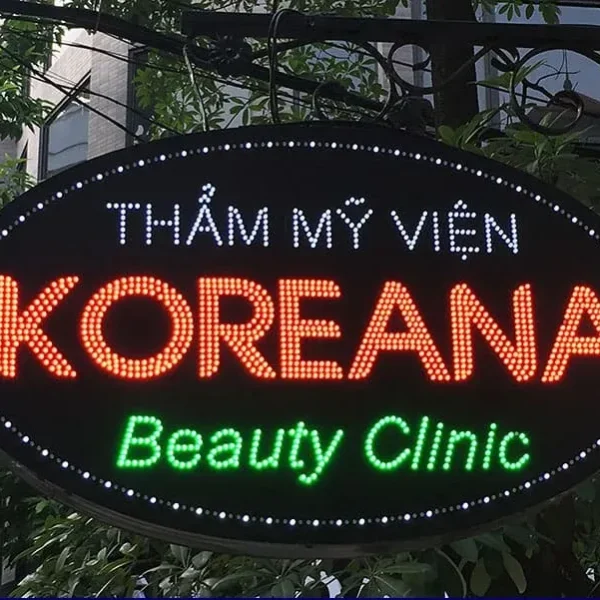 THẨM MỸ VIỆN
KOREANA
Beauty Clinic